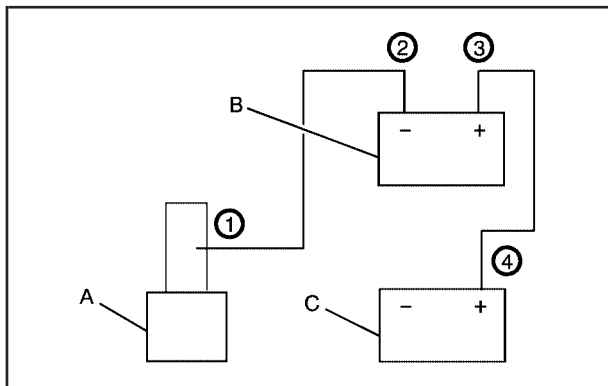 ② ③
B
− +
①
④
A
C
− +